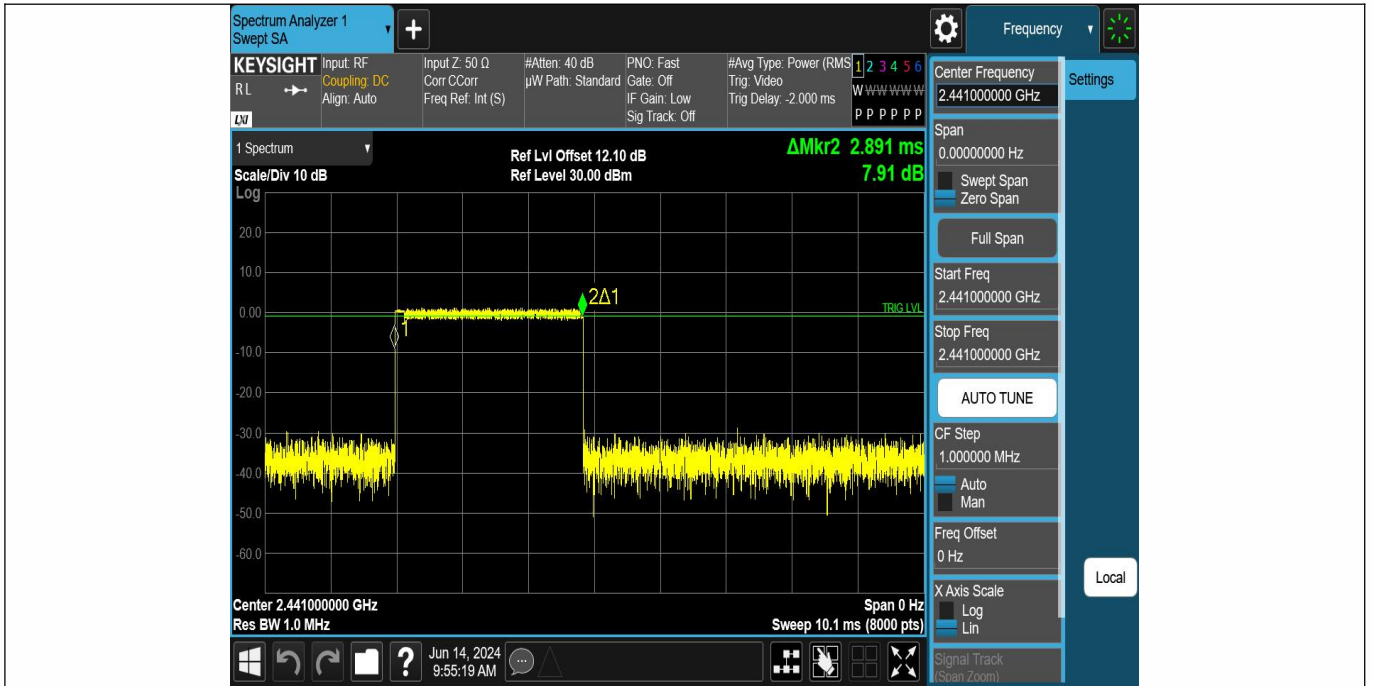 Spectrum Analyzer 1
Swept SA
+
Frequency
KEYSIGHT
RL
LXI
Input: RF
Coupling: DC
Align: Auto
Input Z: 50 Ω
Corr CCorr
Freq Ref: Int (S)
#Atten: 40 dB
µW Path: Standard
PNO: Fast
Gate: Off
IF Gain: Low
Sig Track: Off
#Avg Type: Power (RMS
Trig: Video
Trig Delay: -2.000 ms
1 2 3 4 5 6
W W W W W W
P P P P P P
1 Spectrum
Scale/Div 10 dB
Ref Lvl Offset 12.10 dB
Ref Level 30.00 dBm
ΔMkr2 2.891 ms
7.91 dB
Log
20.0
10.0
0.00
-10.0
-20.0
-30.0
-40.0
-50.0
-60.0
2Δ1
1
TRIG LVL
Center 2.441000000 GHz
Res BW 1.0 MHz
Span 0 Hz
Sweep 10.1 ms (8000 pts)
Center Frequency
2.441000000 GHz
Settings
Span
0.00000000 Hz
Swept Span
Zero Span
Full Span
Start Freq
2.441000000 GHz
Stop Freq
2.441000000 GHz
AUTO TUNE
CF Step
1.000000 MHz
Auto
Man
Freq Offset
0 Hz
X Axis Scale
Log
Lin
Signal Track
(Span Zoom)
Local
?
Jun 14, 2024
9:55:19 AM